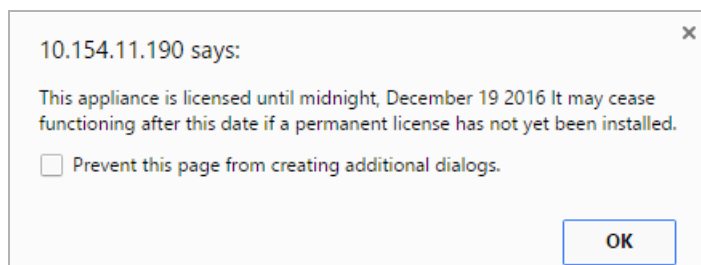 10.154.11.190 says:
This appliance is licensed until midnight, December 19 2016 It may cease
functioning after this date if a permanent license has not yet been installed.
Prevent this page from creating additional dialogs.
OK